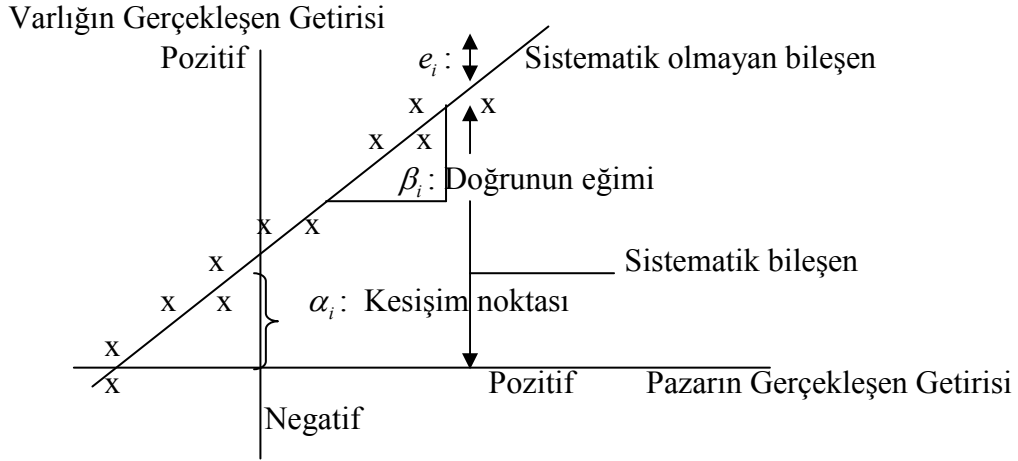 Varlığın Gerçekleşen Getirisi
Pozitif
e_i : Sistematik olmayan bileşen
x x
x x
β_i : Doğrunun eğimi
x x
x
Sistematik bileşen
x x
α_i : Kesişim noktası
x
x
Pozitif Pazarın Gerçekleşen Getirisi
Negatif